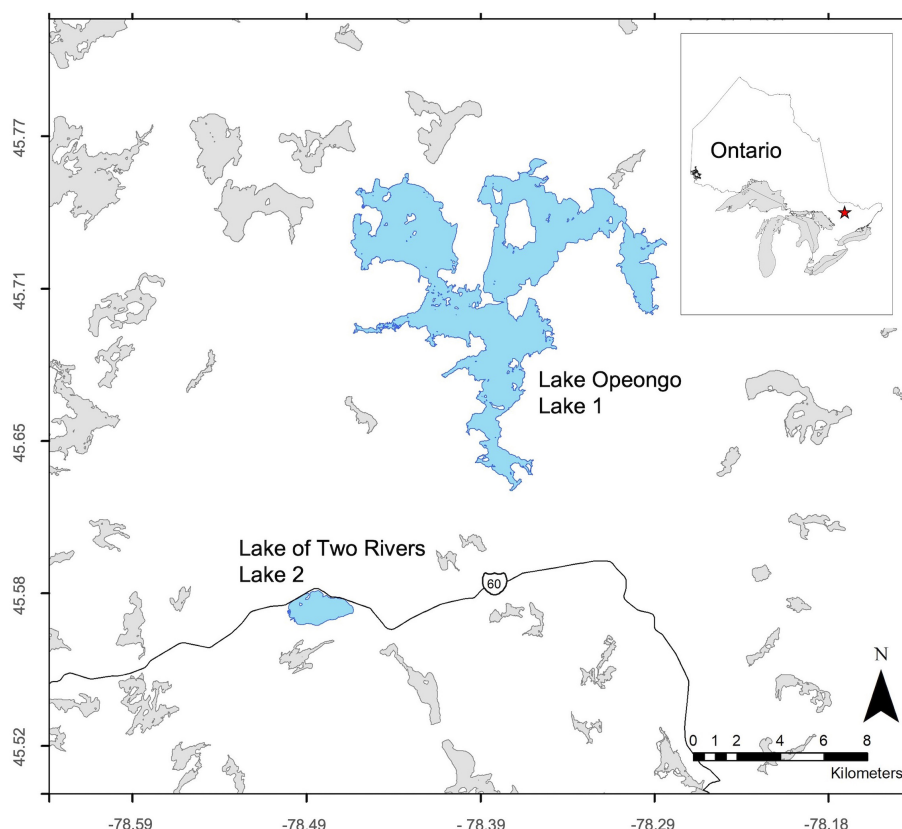 Ontario
45.77
45.71
45.65
45.58
45.52
Lake Opeongo
Lake 1
Lake of Two Rivers
Lake 2
60
N
0 1 2 4 6 8
Kilometers
-78.59 -78.49 - 78.39 -78.29 -78.18